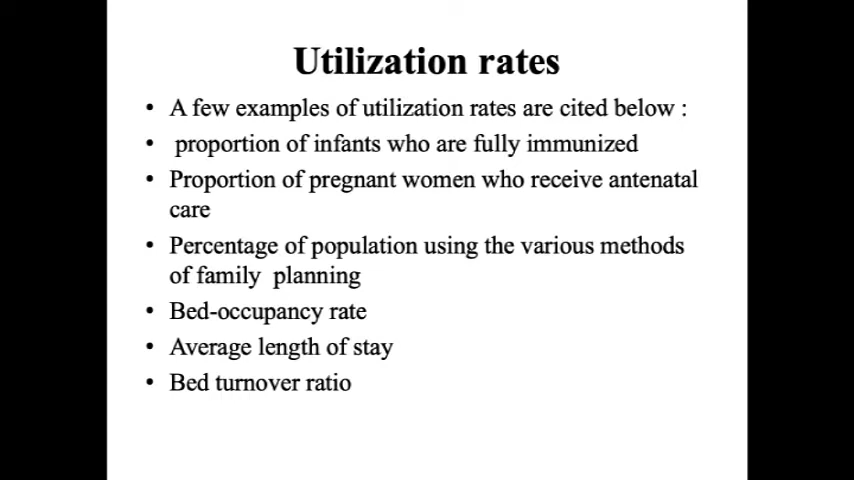 Utilization rates
• A few examples of utilization rates are cited below :
• proportion of infants who are fully immunized
• Proportion of pregnant women who receive antenatal
care
• Percentage of population using the various methods
of family planning
• Bed-occupancy rate
• Average length of stay
• Bed turnover ratio